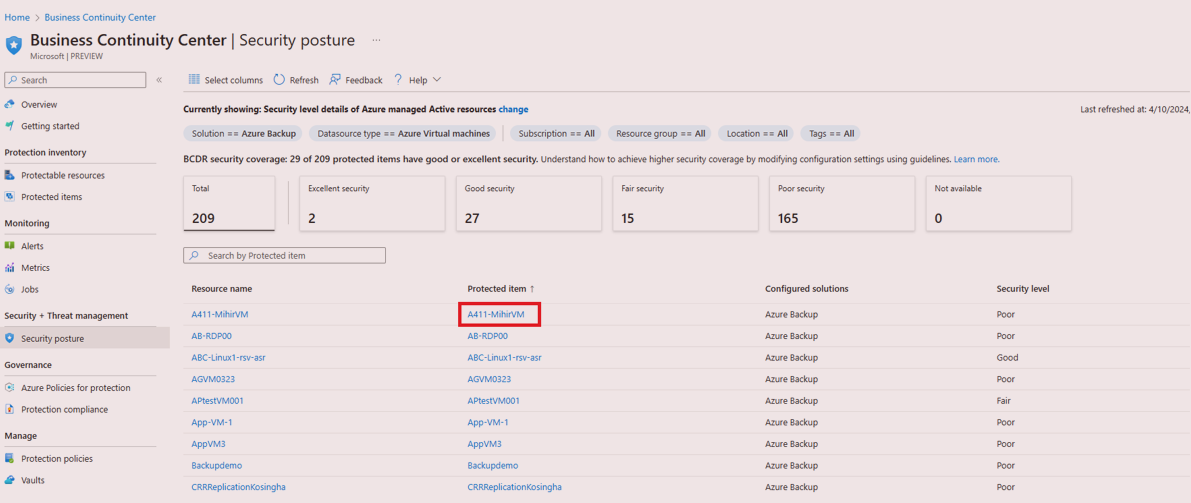 Home > Business Continuity Center
Business Continuity Center | Security posture ...
Microsoft | PREVIEW
Search «
Overview
Getting started
Protection inventory
Protectable resources
Protected items
Monitoring
Alerts
Metrics
Jobs
Security + Threat management
Security posture
Governance
Azure Policies for protection
Protection compliance
Manage
Protection policies
Vaults
Select columns Refresh Feedback ? Help
Currently showing: Security level details of Azure managed Active resources change
Last refreshed at: 4/10/2024,
Solution == Azure Backup Datasource type == Azure Virtual machines Subscription == All Resource group == All Location == All Tags == All
BCDR security coverage: 29 of 209 protected items have good or excellent security. Understand how to achieve higher security coverage by modifying configuration settings using guidelines. Learn more.
Total Excellent security Good security Fair security Poor security Not available
209 2 27 15 165 0
Search by Protected item
Resource name Protected item ↑ Configured solutions Security level
A411-MihirVM A411-MihirVM Azure Backup Poor
AB-RDP00 AB-RDP00 Azure Backup Poor
ABC-Linux1-rsv-asr ABC-Linux1-rsv-asr Azure Backup Good
AGVM0323 AGVM0323 Azure Backup Poor
APtestVM001 APtestVM001 Azure Backup Fair
App-VM-1 App-VM-1 Azure Backup Poor
AppVM3 AppVM3 Azure Backup Poor
Backupdemo Backupdemo Azure Backup Poor
CRRReplicationKosingha CRRReplicationKosingha Azure Backup Poor